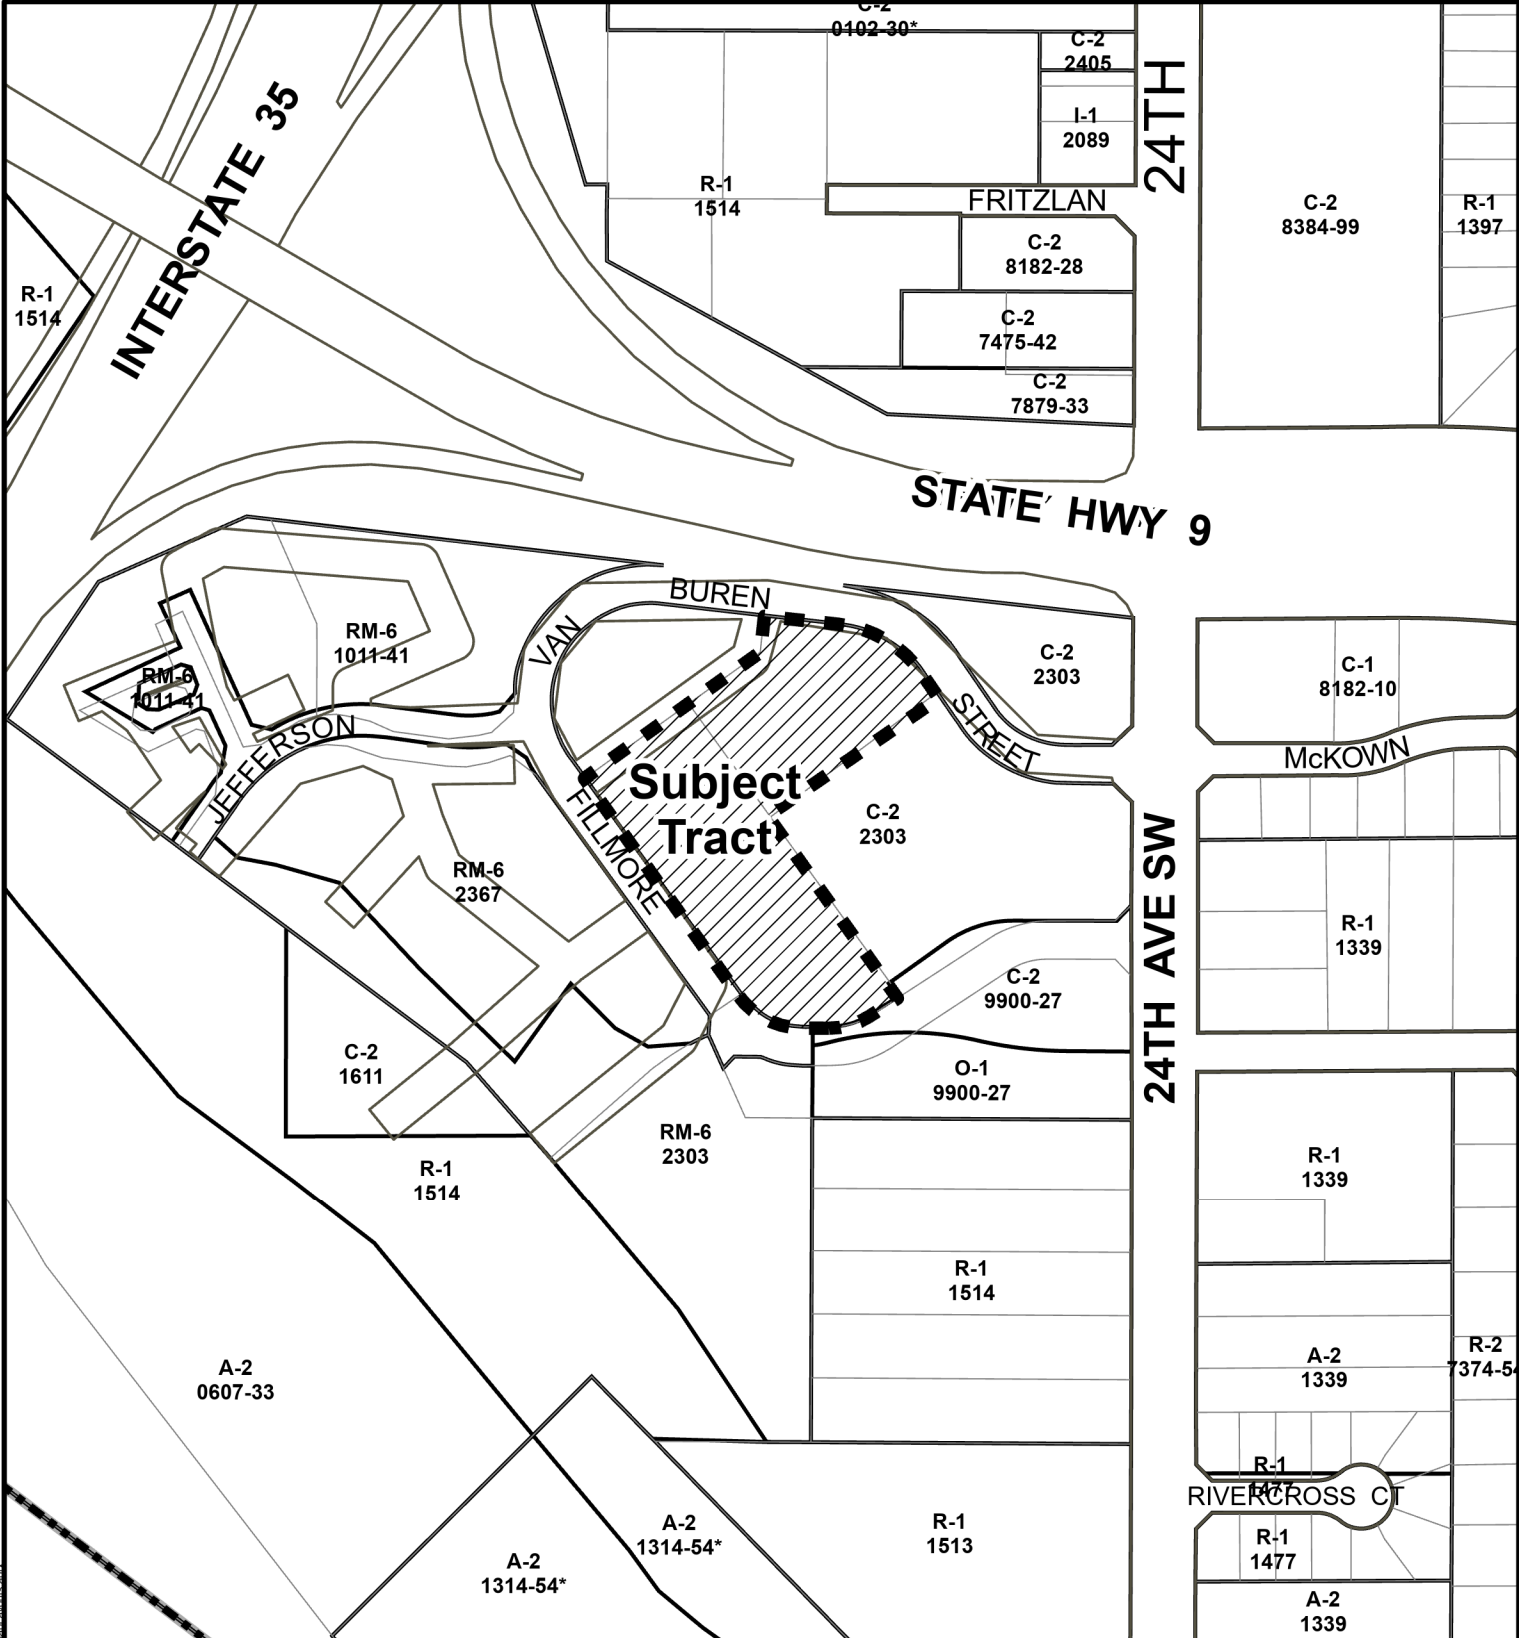 C-2
0102-30*
C-2
2405
I-1
2089
24TH
FRITZLAN
R-1
1514
C-2
8384-99
R-1
1397
INTERSTATE 35
C-2
8182-28
R-1
1514
C-2
7475-42
C-2
7879-33
STATE HWY 9
BUREN
VAN
RM-6
1011-41
RM-6
1011-41
C-2
2303
C-1
8182-10
STREET
McKOWN
JEFFERSON
Subject
Tract
FILLMORE
C-2
2303
RM-6
2367
24TH AVE SW
R-1
1339
C-2
9900-27
C-2
1611
O-1
9900-27
RM-6
2303
R-1
1514
R-1
1339
R-1
1514
A-2
0607-33
A-2
1339
R-2
7374-54
R-1
1477
RIVERCROSS CT
A-2
1314-54*
R-1
1513
R-1
1477
A-2
1314-54*
A-2
1339